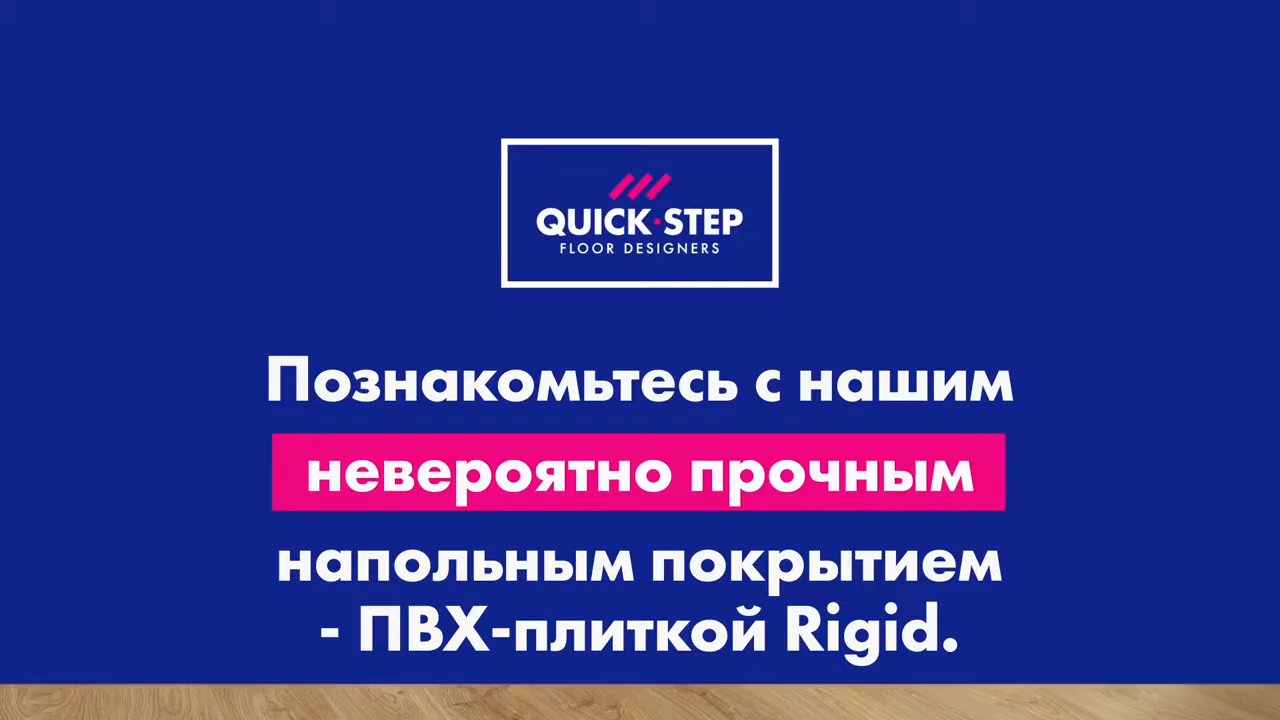 QUICK·STEP
FLOOR DESIGNERS
Познакомьтесь с нашим
невероятно прочным
напольным покрытием
- ПВХ-плиткой Rigid.